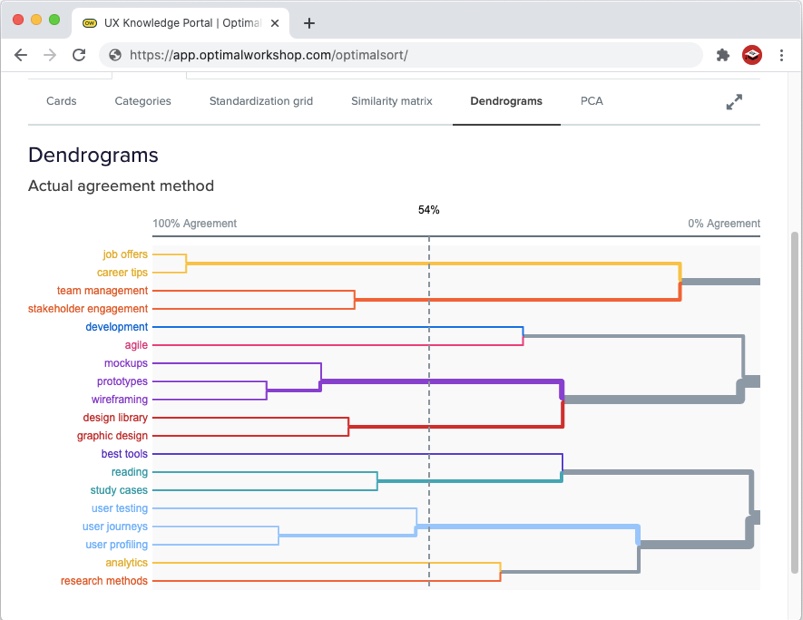 UX Knowledge Portal | Optima
https://app.optimalworkshop.com/optimalsort/
Cards Categories Standardization grid Similarity matrix Dendrograms PCA
Dendrograms
Actual agreement method
54%
100% Agreement 0% Agreement
job offers
career tips
team management
stakeholder engagement
development
agile
mockups
prototypes
wireframing
design library
graphic design
best tools
reading
study cases
user testing
user journeys
user profiling
analytics
research methods